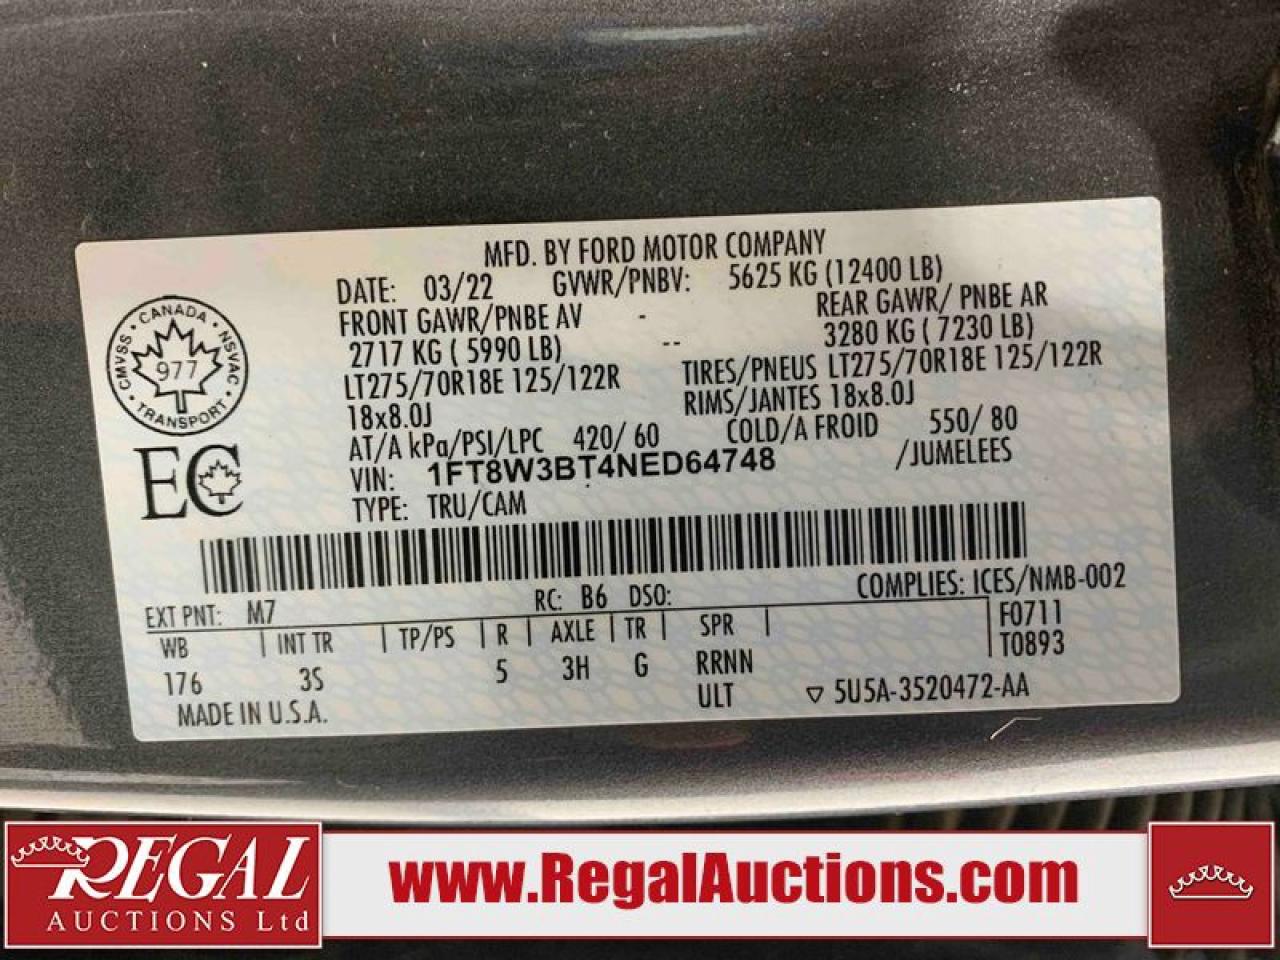 MFD. BY FORD MOTOR COMPANY
DATE: 03/22 GVWR/PNBV: 5625 KG (12400 LB)
FRONT GAWR/PNBE AV - REAR GAWR/ PNBE AR
2717 KG ( 5990 LB) -- 3280 KG ( 7230 LB)
LT275/70R18E 125/122R TIRES/PNEUS LT275/70R18E 125/122R
18x8.0J RIMS/JANTES 18x8.0J
AT/A kPa/PSI/LPC 420/ 60 COLD/A FROID 550/ 80
VIN: 1FT8W3BT4NED64748 /JUMELEES
TYPE: TRU/CAM
CANADA
CMVSS NSVAC
977
TRANSPORT
EC
EXT PNT: M7 RC: B6 DSO: COMPLIES: ICES/NMB-002
WB INT TR TP/PS R AXLE TR SPR F0711
T0893
176 3S 5 3H G RRNN
MADE IN U.S.A. ULT ▽ 5U5A-3520472-AA
REGAL
AUCTIONS Ltd
www.RegalAuctions.com